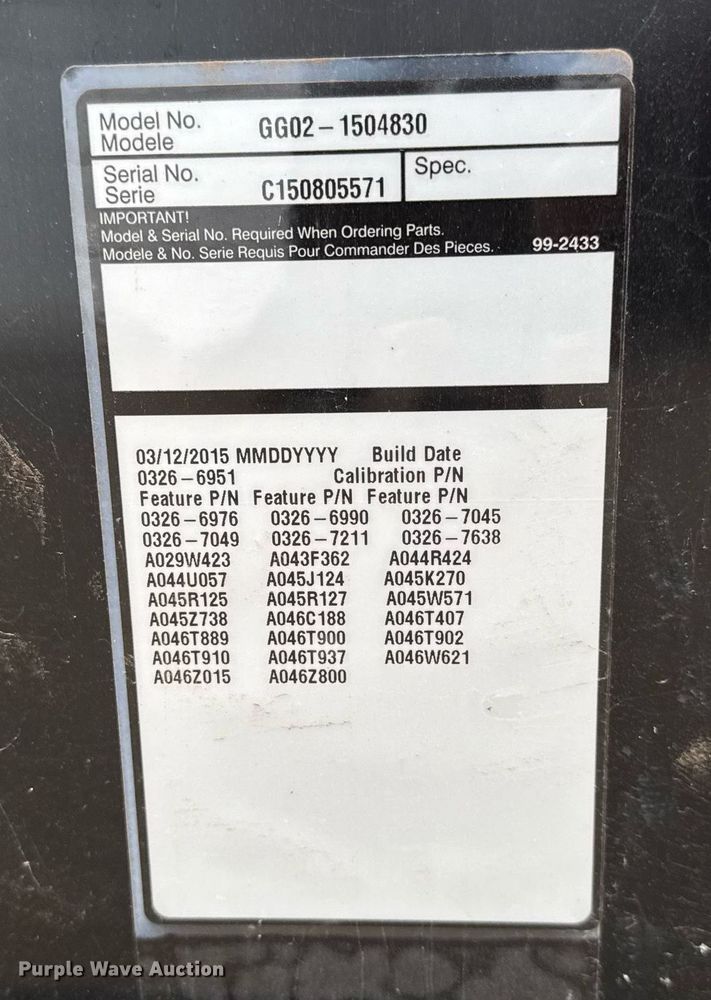 Model No.
Modele
GG02-1504830
Serial No.
Serie
C150805571
Spec.
IMPORTANT!
Model & Serial No. Required When Ordering Parts.
Modele & No. Serie Requis Pour Commander Des Pieces.
99-2433
03/12/2015 MMDDYYYY Build Date
0326-6951 Calibration P/N
Feature P/N Feature P/N Feature P/N
0326-6976 0326-6990 0326-7045
0326-7049 0326-7211 0326-7638
A029W423 A043F362 A044R424
A044U057 A045J124 A045K270
A045R125 A045R127 A045W571
A045Z738 A046C188 A046T407
A046T889 A046T900 A046T902
A046T910 A046T937 A046W621
A046Z015 A046Z800
Purple Wave Auction